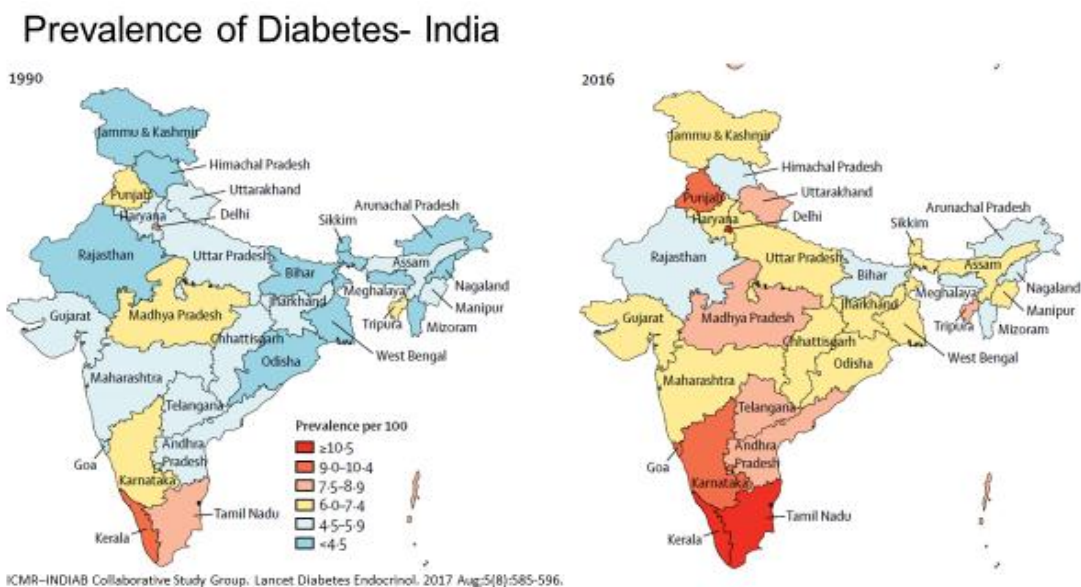 Prevalence of Diabetes- India
1990
Jammu & Kashmir
Himachal Pradesh
Punjab
Uttarakhand
Haryana
Delhi
Arunachal Pradesh
Sikkim
Rajasthan
Uttar Pradesh
Assam
Bihar
Nagaland
Meghalaya
Jharkhand
Manipur
Gujarat
Madhya Pradesh
Tripura
Mizoram
Chhattisgarh
West Bengal
Odisha
Maharashtra
Telangana
Prevalence per 100
≥10·5
9·0–10·4
7·5–8·9
6·0–7·4
4·5–5·9
<4·5
Andhra
Pradesh
Goa
Karnataka
Tamil Nadu
Kerala
2016
Jammu & Kashmir
Himachal Pradesh
Punjab
Uttarakhand
Haryana
Delhi
Arunachal Pradesh
Sikkim
Rajasthan
Uttar Pradesh
Assam
Bihar
Nagaland
Meghalaya
Jharkhand
Manipur
Gujarat
Madhya Pradesh
Tripura
Mizoram
Chhattisgarh
West Bengal
Odisha
Maharashtra
Telangana
Andhra
Pradesh
Goa
Karnataka
Tamil Nadu
Kerala
ICMR–INDIAB Collaborative Study Group. Lancet Diabetes Endocrinol. 2017 Aug;5(8):585-596.